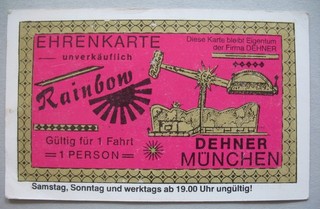 EHRENKARTE
unverkäuflich
Diese Karte bleibt Eigentum
der Firma DEHNER
Rainbow
Gültig für 1 Fahrt
1 PERSON
DEHNER
MÜNCHEN
Samstag, Sonntag und werktags ab 19.00 Uhr ungültig!